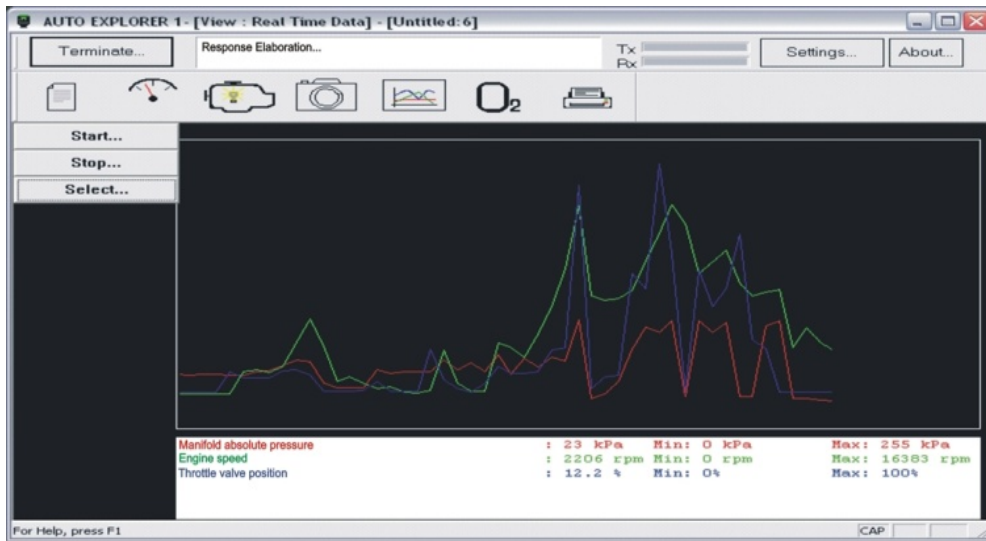 AUTO EXPLORER 1- [View : Real Time Data] - [Untitled:6]
Terminate...
Response Elaboration...
Tx
Rx
Settings...
About...
O2
Start...
Stop...
Select...
Manifold absolute pressure : 23 kPa Min: 0 kPa Max: 255 kPa
Engine speed : 2206 rpm Min: 0 rpm Max: 16383 rpm
Throttle valve position : 12.2 % Min: 0% Max: 100%
For Help, press F1
CAP